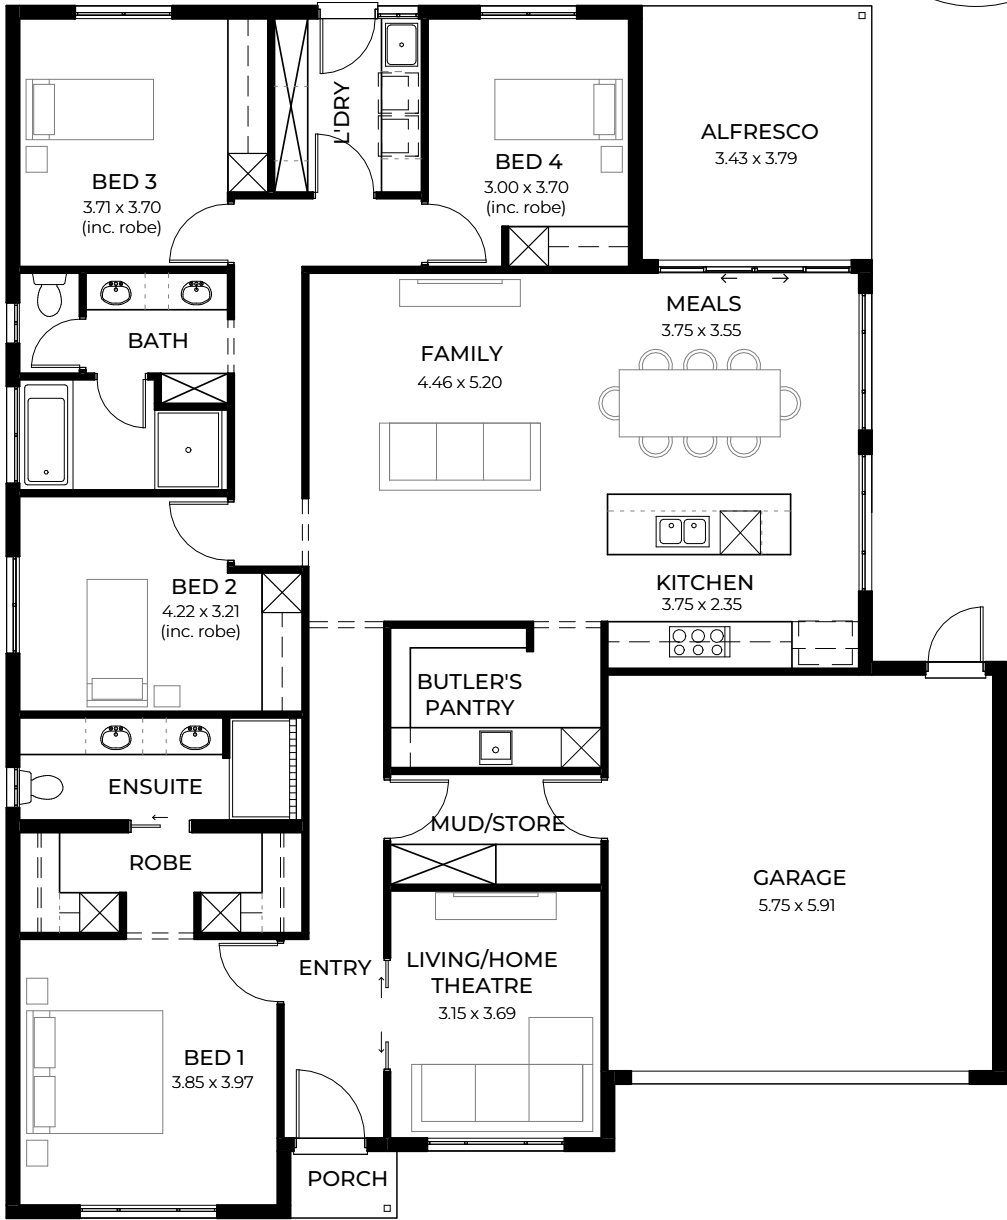 L'DRY
ALFRESCO
3.43 x 3.79
BED 3
3.71 x 3.70
(inc. robe)
BED 4
3.00 x 3.70
(inc. robe)
MEALS
3.75 x 3.55
BATH
FAMILY
4.46 x 5.20
BED 2
4.22 x 3.21
(inc. robe)
KITCHEN
3.75 x 2.35
BUTLER'S
PANTRY
ENSUITE
MUD/STORE
ROBE
GARAGE
5.75 x 5.91
ENTRY
LIVING/HOME
THEATRE
3.15 x 3.69
BED 1
3.85 x 3.97
PORCH